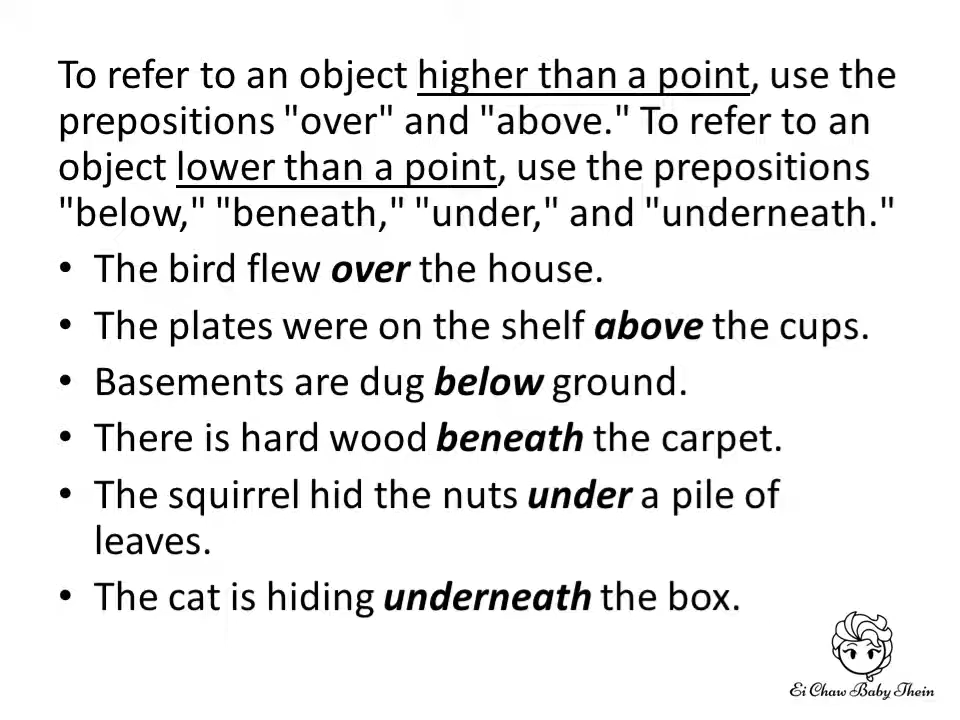 To refer to an object higher than a point, use the
prepositions "over" and "above." To refer to an
object lower than a point, use the prepositions
"below," "beneath," "under," and "underneath."
• The bird flew over the house.
• The plates were on the shelf above the cups.
• Basements are dug below ground.
• There is hard wood beneath the carpet.
• The squirrel hid the nuts under a pile of
leaves.
• The cat is hiding underneath the box.
Ei Chaw Baby Thein